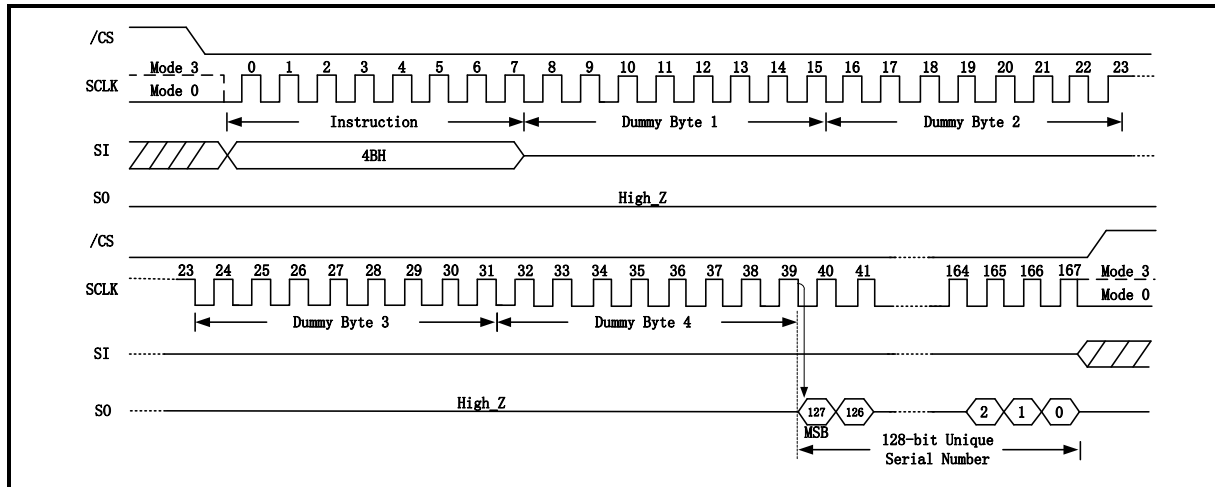 /CS
Mode 3 0 1 2 3 4 5 6 7 8 9 10 11 12 13 14 15 16 17 18 19 20 21 22 23
SCLK
Mode 0
Instruction Dummy Byte 1 Dummy Byte 2
SI 4BH
SO High_Z
/CS
23 24 25 26 27 28 29 30 31 32 33 34 35 36 37 38 39 40 41 164 165 166 167 Mode 3
SCLK Mode 0
Dummy Byte 3 Dummy Byte 4
SI
SO High_Z 127 126 2 1 0
MSB 128-bit Unique
Serial Number